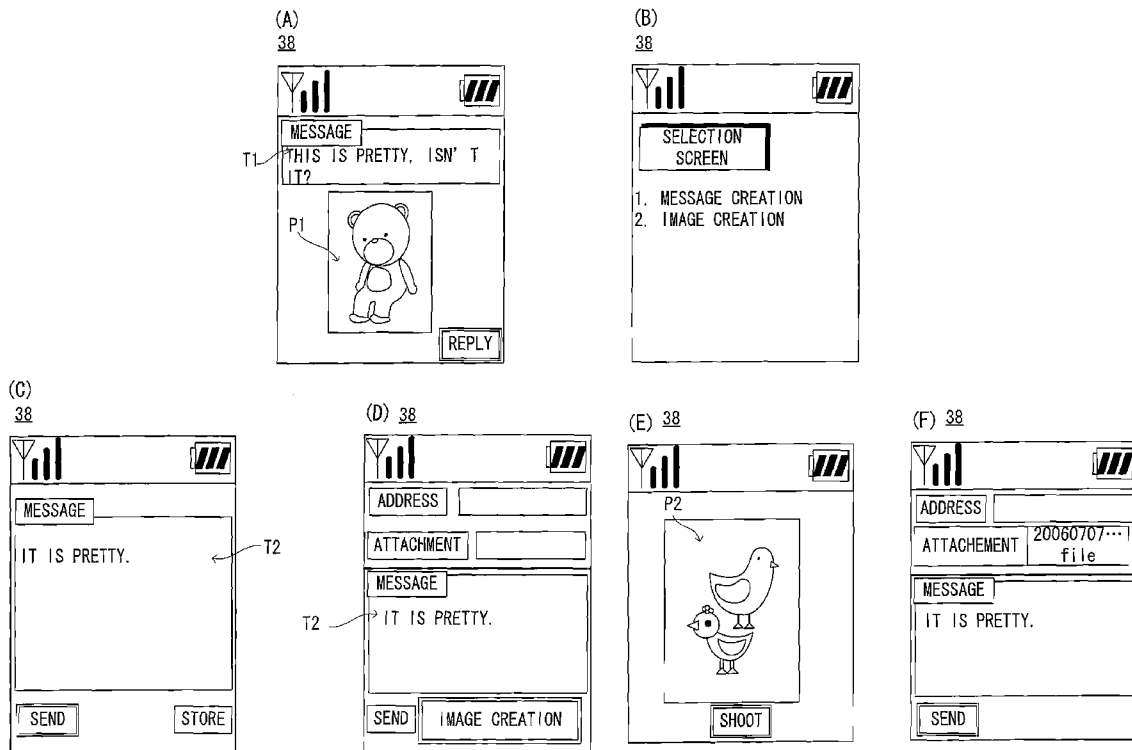 (A)
38
MESSAGE
T1
THIS IS PRETTY, ISN'T
IT?
P1
REPLY
(B)
38
SELECTION
SCREEN
1. MESSAGE CREATION
2. IMAGE CREATION
(C)
38
MESSAGE
IT IS PRETTY.
T2
SEND
STORE
(D) 38
ADDRESS
ATTACHMENT
MESSAGE
T2
IT IS PRETTY.
SEND
IMAGE CREATION
(E) 38
P2
SHOOT
(F) 38
ADDRESS
ATTACHEMENT
20060707…
file
MESSAGE
IT IS PRETTY.
SEND